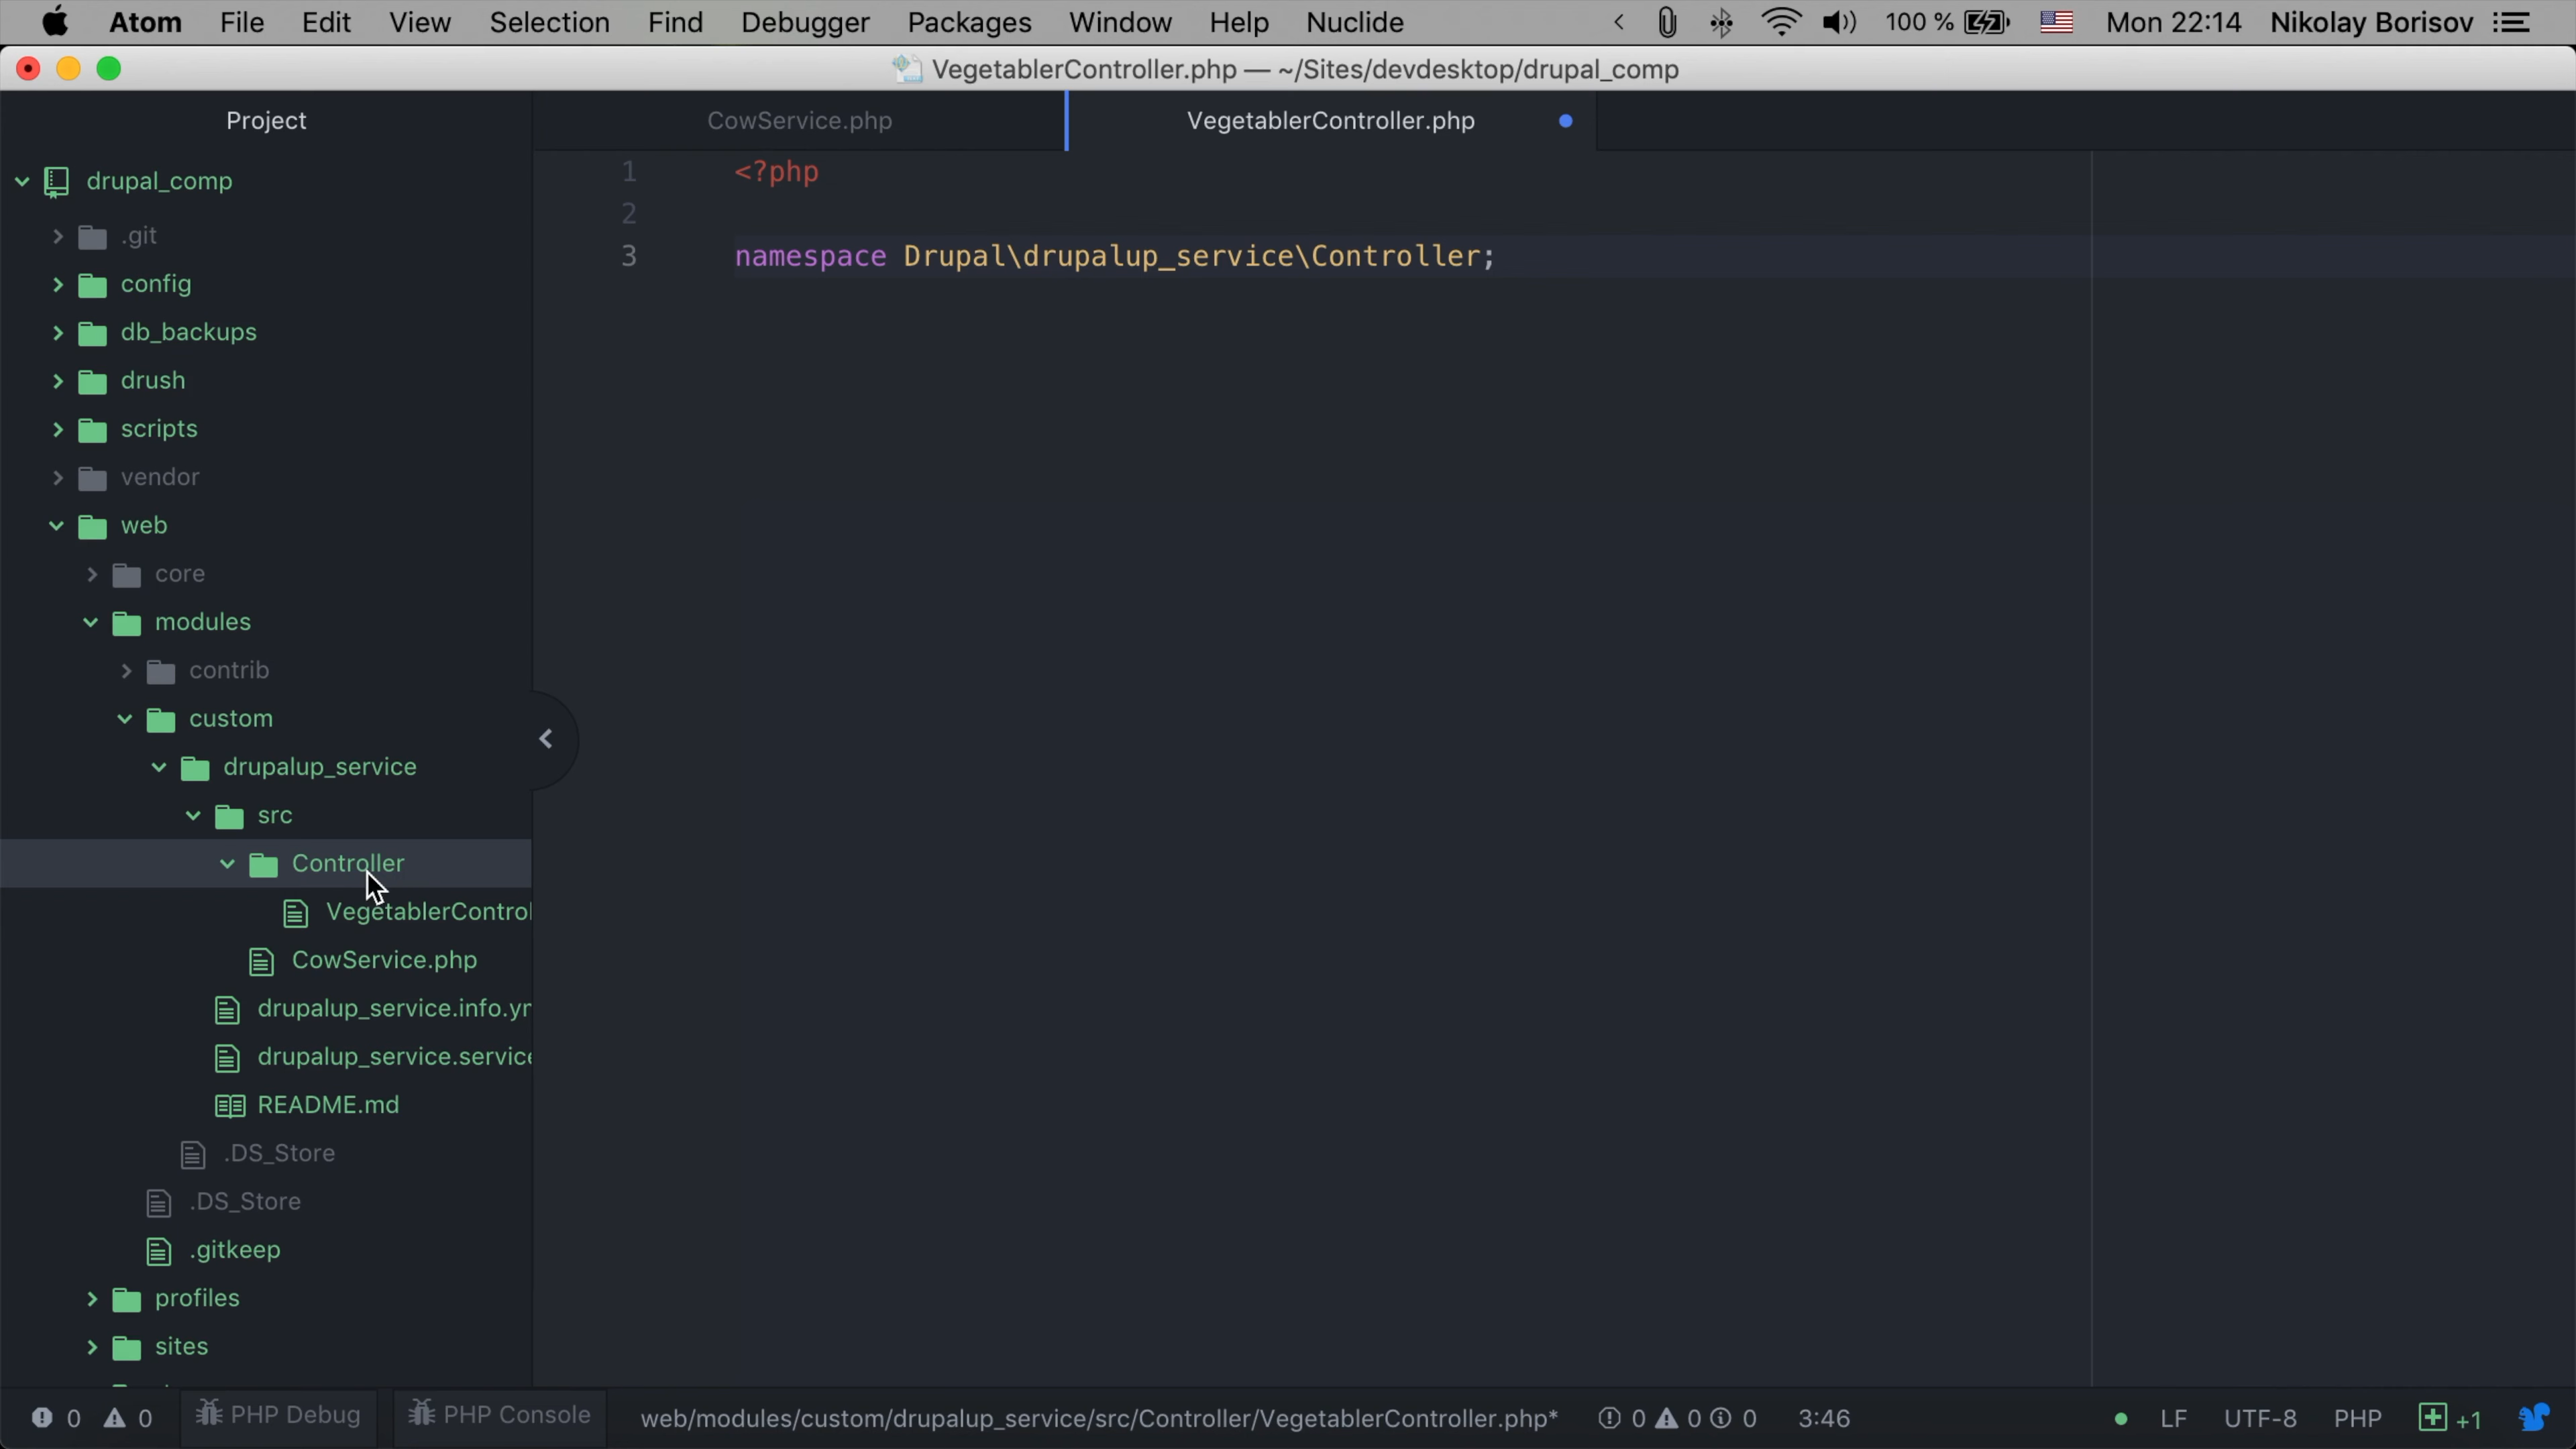 Atom File Edit View Selection Find Debugger Packages Window Help Nuclide 100 % Mon 22:14 Nikolay Borisov
VegetablerController.php — ~/Sites/devdesktop/drupal_comp
Project
CowService.php
VegetablerController.php
drupal_comp
.git
config
db_backups
drush
scripts
vendor
web
core
modules
contrib
custom
drupalup_service
src
Controller
VegetablerControl
CowService.php
drupalup_service.info.yr
drupalup_service.service
README.md
.DS_Store
.DS_Store
.gitkeep
profiles
sites
1 <?php
2
3 namespace Drupal\drupalup_service\Controller;
0 0 PHP Debug PHP Console web/modules/custom/drupalup_service/src/Controller/VegetablerController.php* 0 0 0 3:46 LF UTF-8 PHP +1